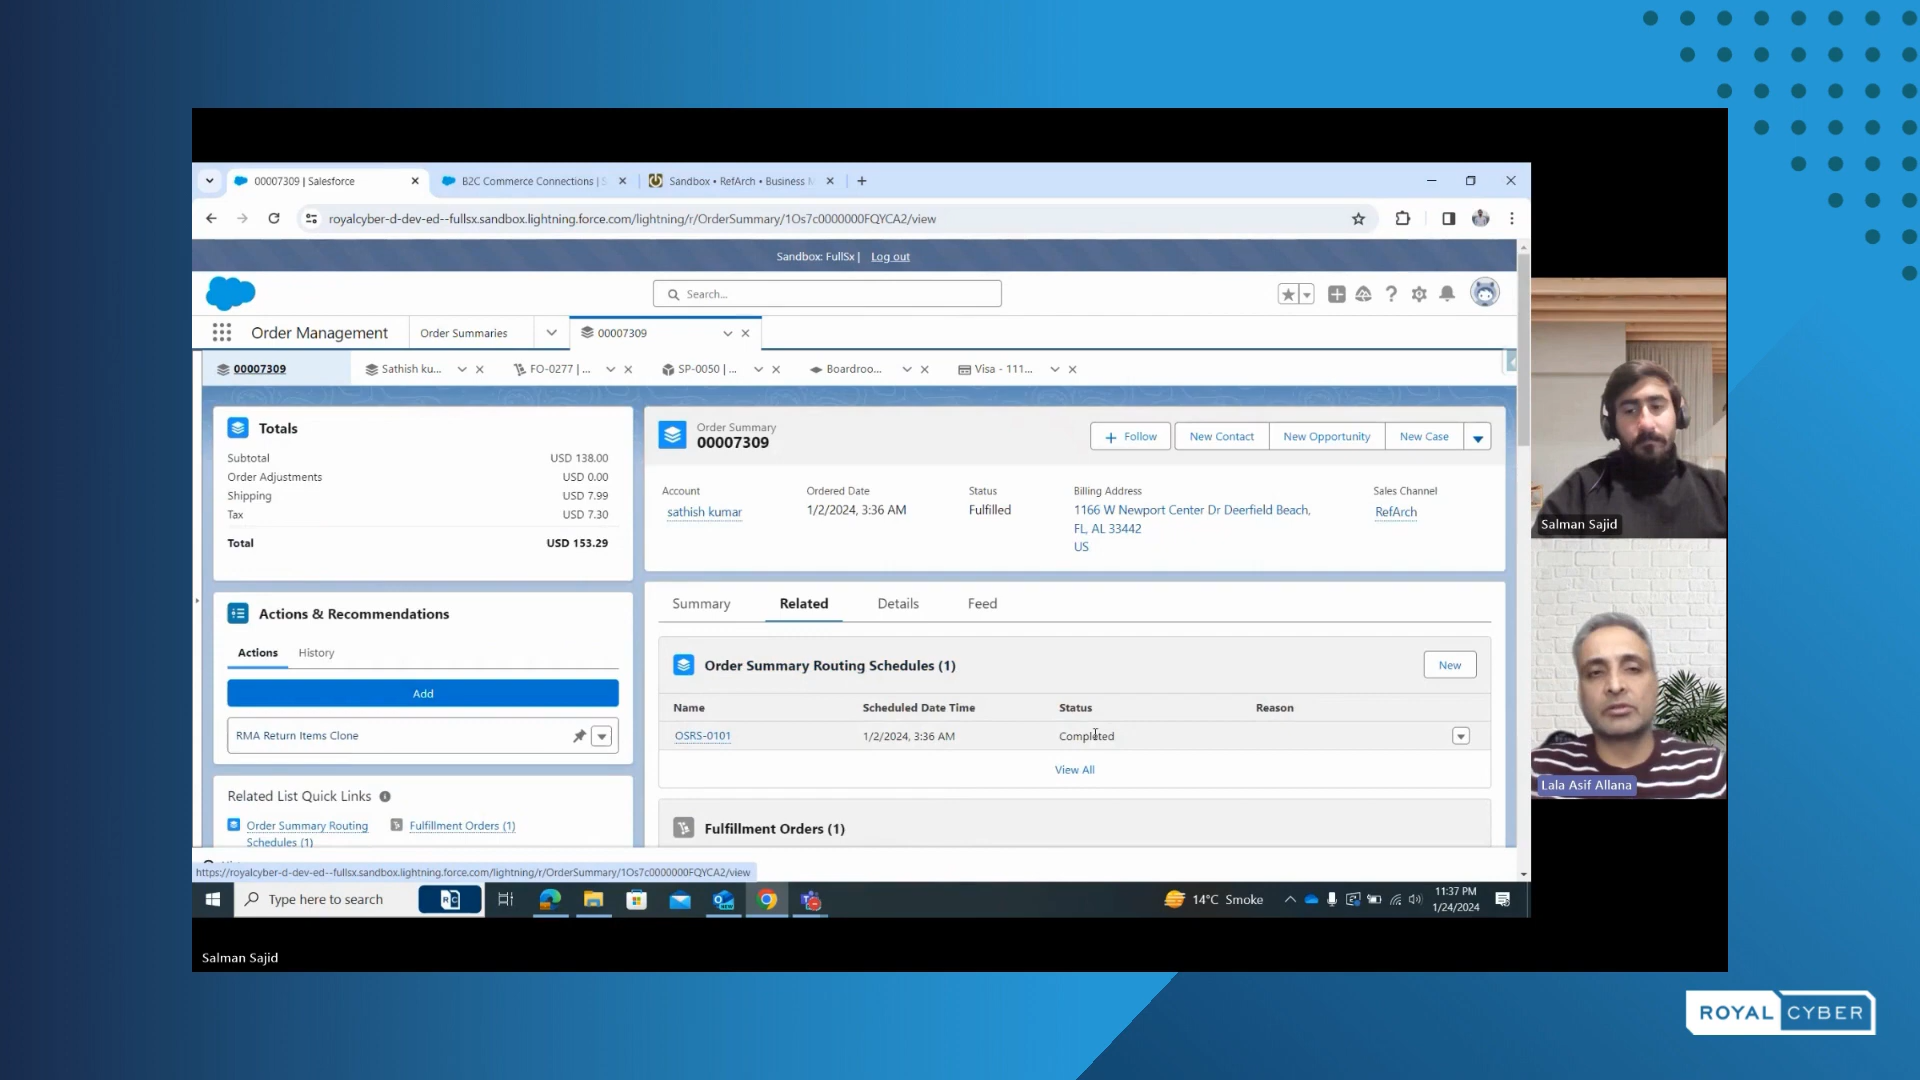 00007309 | Salesforce
B2C Commerce Connections | S
Sandbox • RefArch • Business M
royalcyber-d-dev-ed--fullsx.sandbox.lightning.force.com/lightning/r/OrderSummary/1Os7c0000000FQYCA2/view
Sandbox: FullSx | Log out
Search...
Order Management
Order Summaries
00007309
00007309
Sathish ku...
FO-0277 | ...
SP-0050 | ...
Boardroo...
Visa - 111...
Totals
Subtotal USD 138.00
Order Adjustments USD 0.00
Shipping USD 7.99
Tax USD 7.30
Total USD 153.29
Order Summary
00007309
Follow
New Contact
New Opportunity
New Case
Account
sathish kumar
Ordered Date
1/2/2024, 3:36 AM
Status
Fulfilled
Billing Address
1166 W Newport Center Dr Deerfield Beach,
FL, AL 33442
US
Sales Channel
RefArch
Actions & Recommendations
Actions History
Add
RMA Return Items Clone
Related List Quick Links
Order Summary Routing
Schedules (1)
Fulfillment Orders (1)
Summary Related Details Feed
Order Summary Routing Schedules (1)
New
Name Scheduled Date Time Status Reason
OSRS-0101 1/2/2024, 3:36 AM Completed
View All
Fulfillment Orders (1)
https://royalcyber-d-dev-ed--fullsx.sandbox.lightning.force.com/lightning/r/OrderSummary/1Os7c0000000FQYCA2/view
Type here to search
RC
14°C Smoke
11:37 PM
1/24/2024
Salman Sajid
Lala Asif Allana
Salman Sajid
ROYAL CYBER